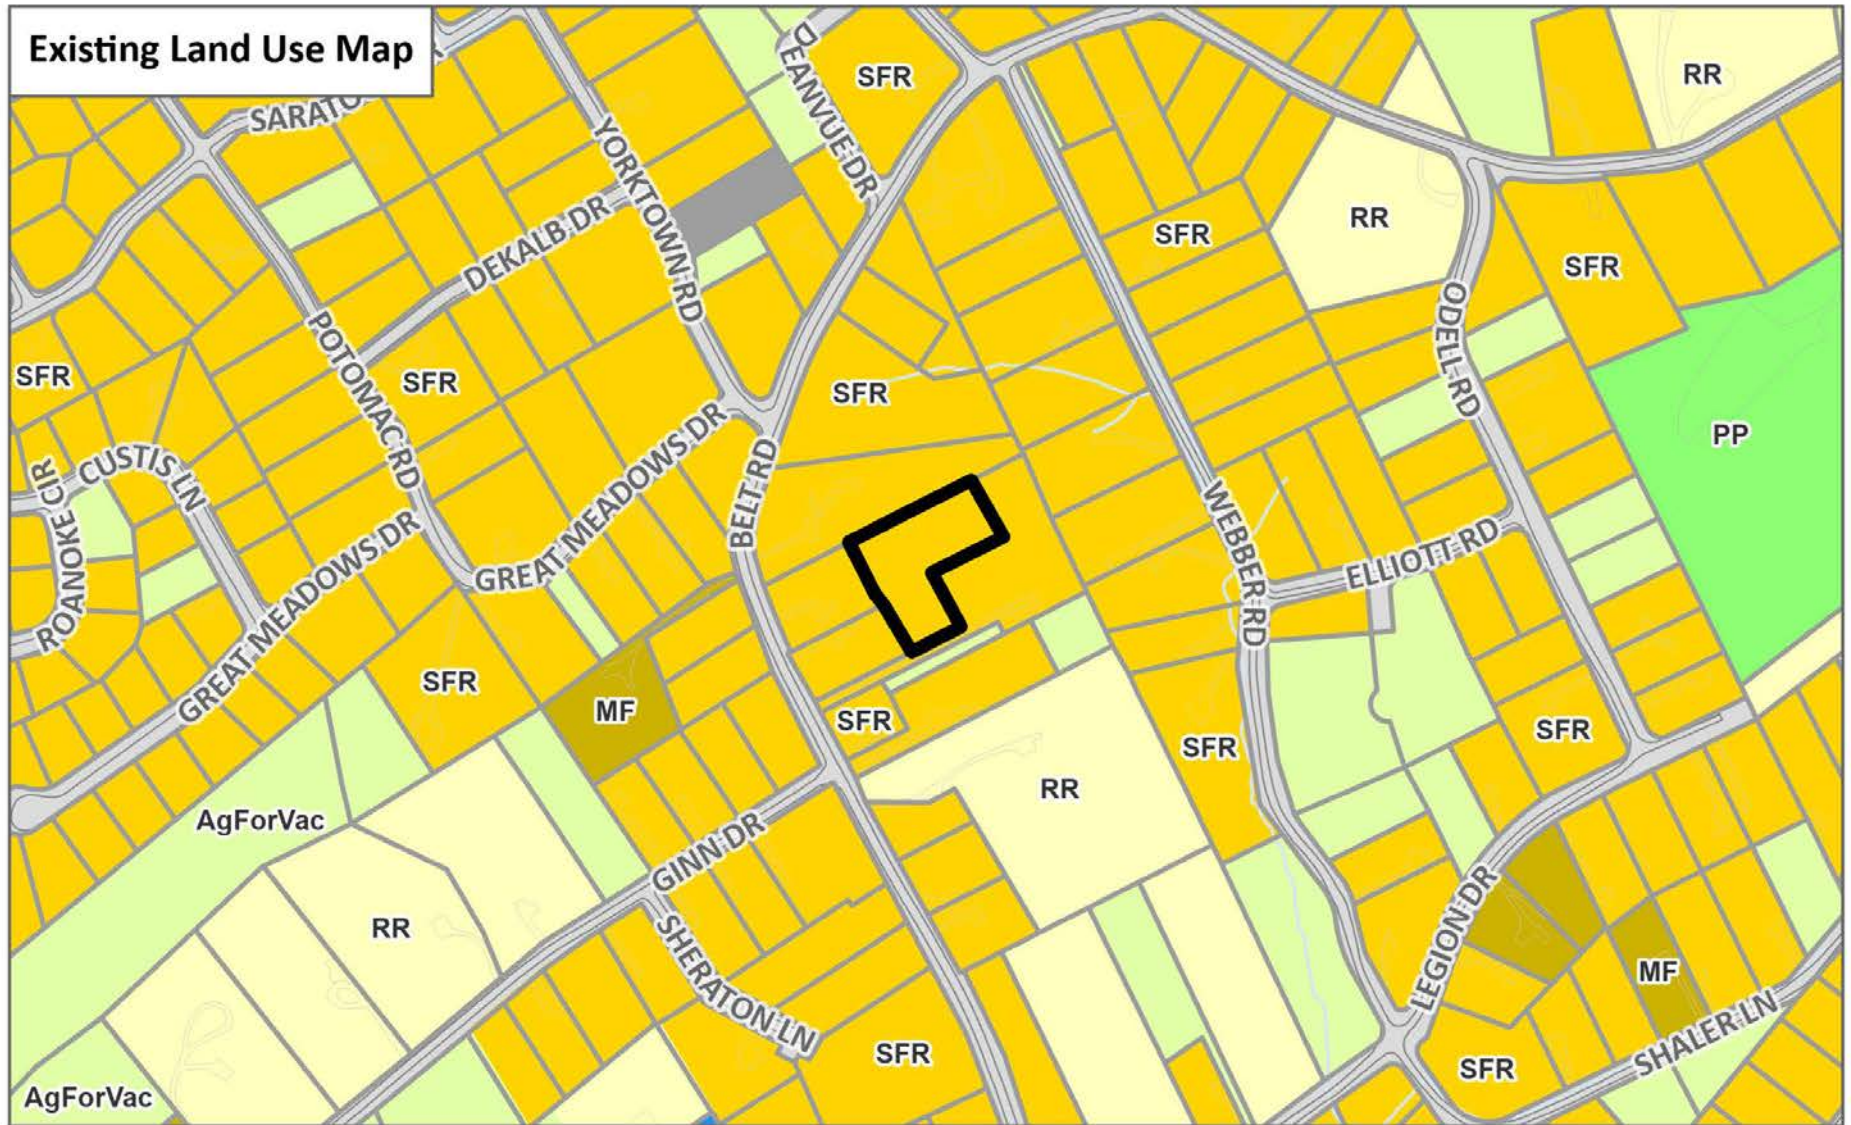 Existing Land Use Map
SARATO
DEANVUE DR
SFR
RR
YORKTOWN RD
DEKALB DR
SFR
RR
SFR
ODELL RD
POTOMAC RD
SFR
SFR
SFR
PP
GREAT MEADOWS DR
BELT RD
CUSTIS LN
ROANOKE CIR
WEBBER RD
ELLIOTT RD
GREAT MEADOWS DR
SFR
MF
SFR
SFR
SFR
RR
AgForVac
GINN DR
RR
LEGION DR
SHERATON LN
MF
SFR
SFR
SHALER LN
AgForVac